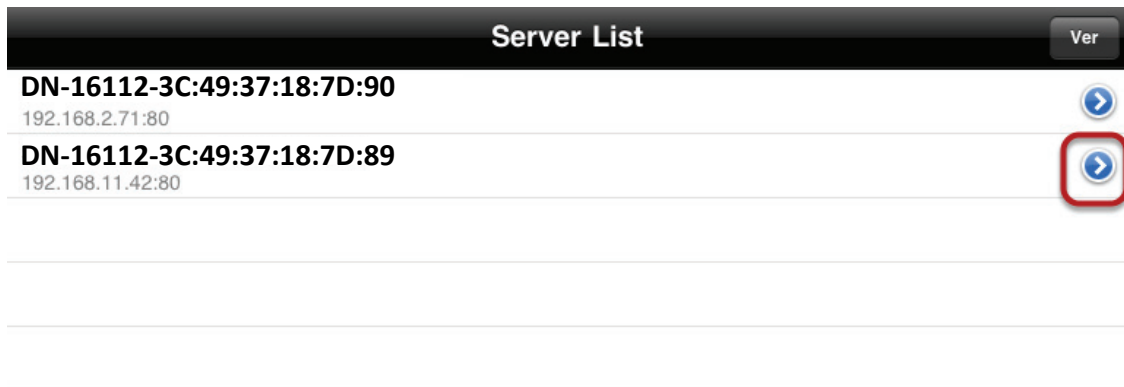 Server List
Ver
DN-16112-3C:49:37:18:7D:90
192.168.2.71:80
DN-16112-3C:49:37:18:7D:89
192.168.11.42:80